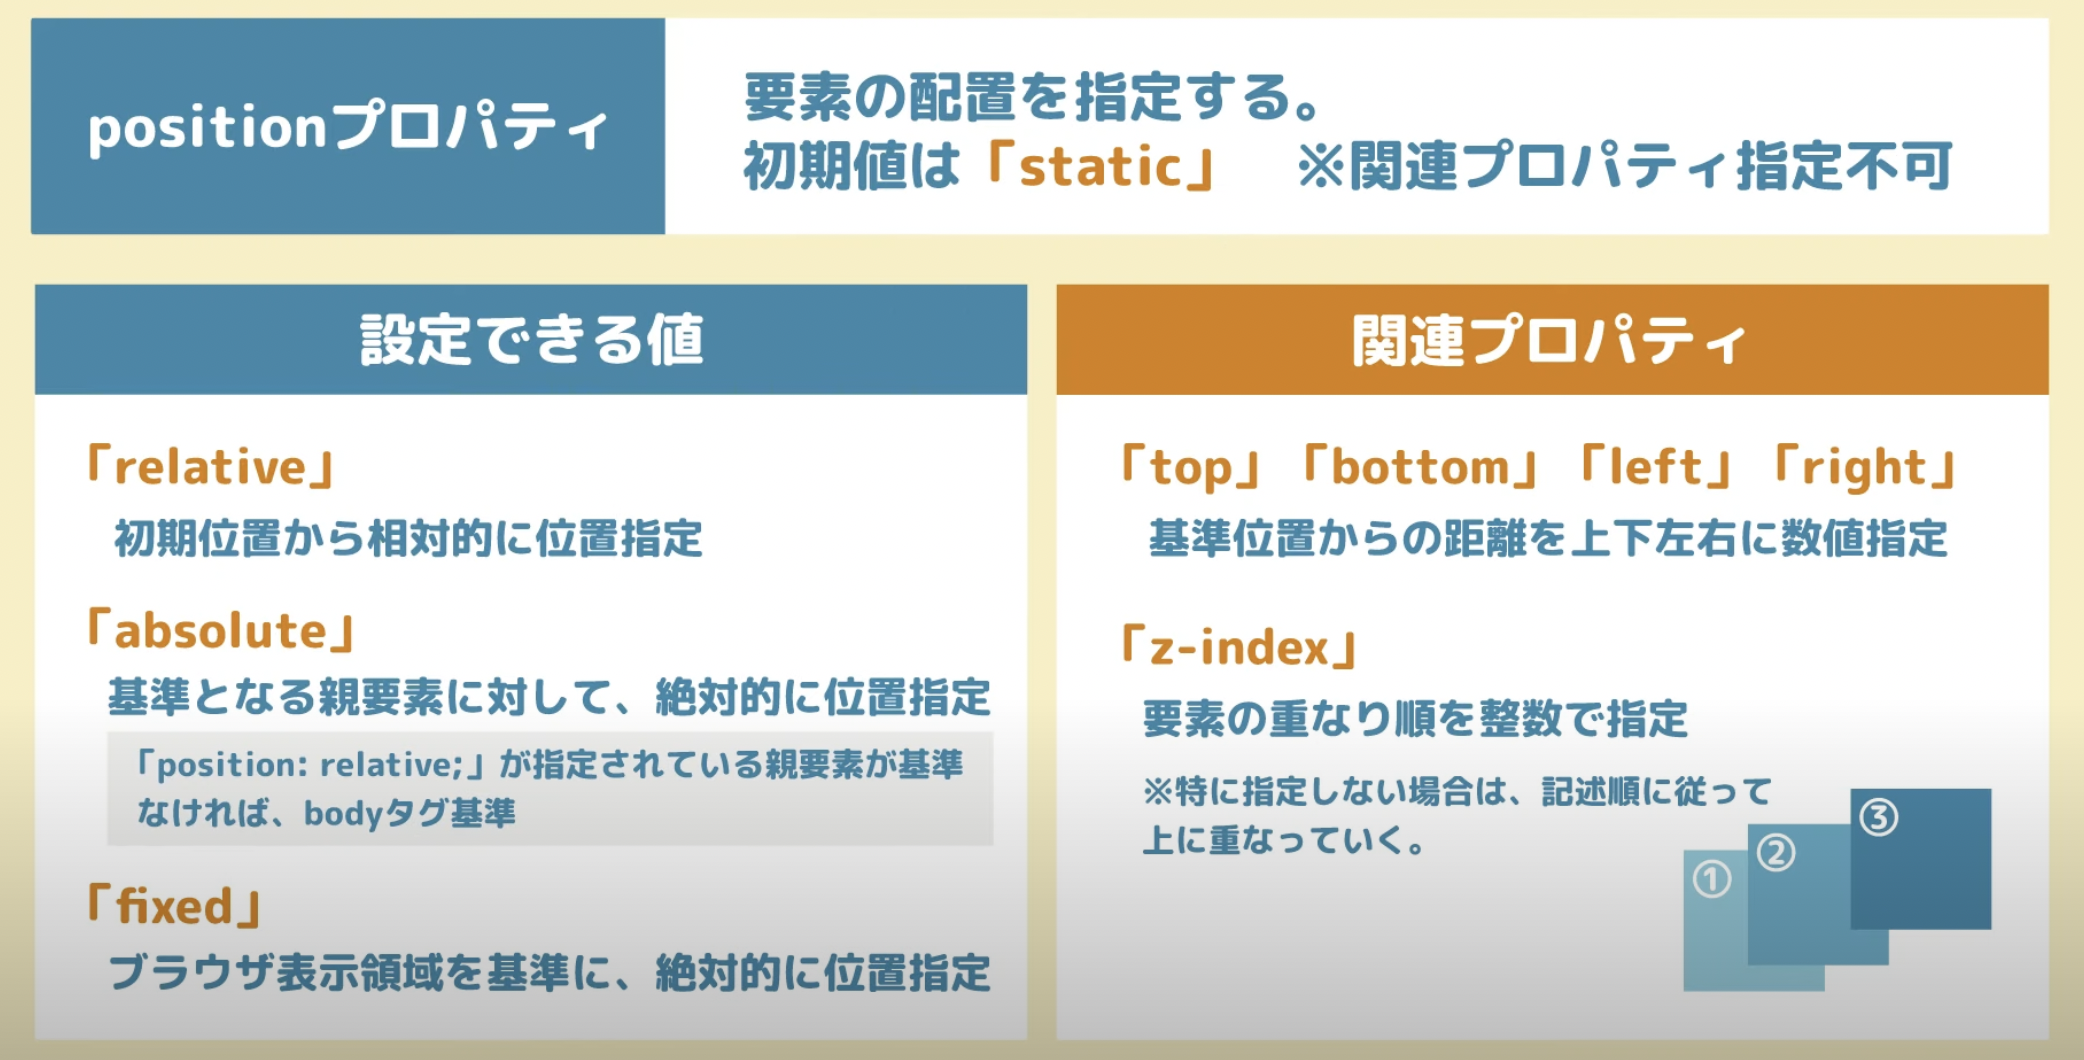 positionプロパティ
要素の配置を指定する。
初期値は「static」　※関連プロパティ指定不可
設定できる値
「relative」
初期位置から相対的に位置指定
「absolute」
基準となる親要素に対して、絶対的に位置指定
「position: relative;」が指定されている親要素が基準
なければ、bodyタグ基準
「fixed」
ブラウザ表示領域を基準に、絶対的に位置指定
関連プロパティ
「top」「bottom」「left」「right」
基準位置からの距離を上下左右に数値指定
「z-index」
要素の重なり順を整数で指定
※特に指定しない場合は、記述順に従って
上に重なっていく。
①
②
③